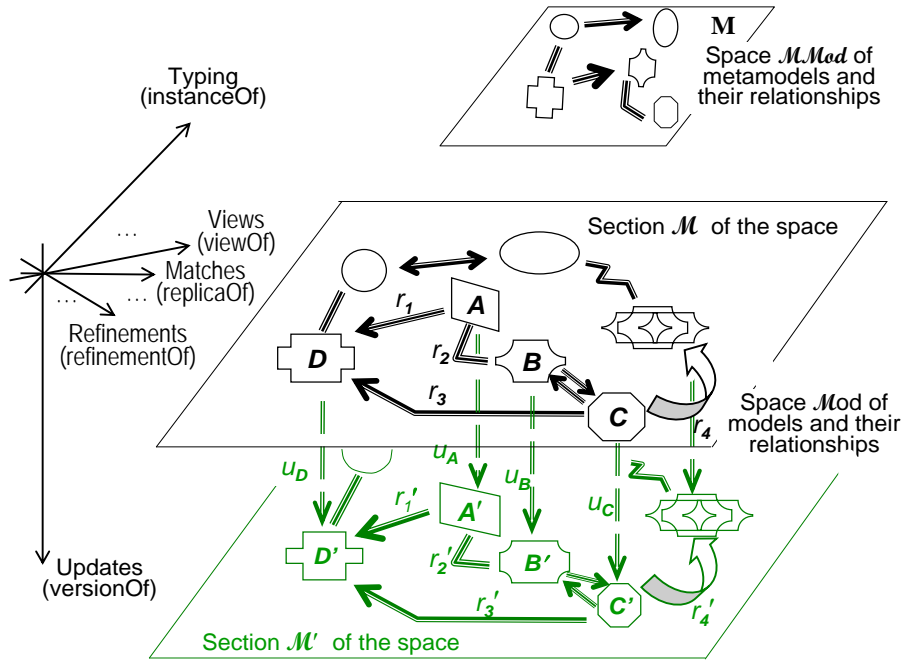 M
Space MMod of
metamodels and
their relationships
Typing
(instanceOf)
Views
(viewOf)
...
Matches
(replicaOf)
...
...
Refinements
(refinementOf)
Updates
(versionOf)
Section M of the space
A
r1
D
r2
B
r3
C
r4
Space Mod of
models and their
relationships
uA
uD
uB
uC
A'
r1'
D'
r2'
B'
r3'
C'
r4'
Section M' of the space